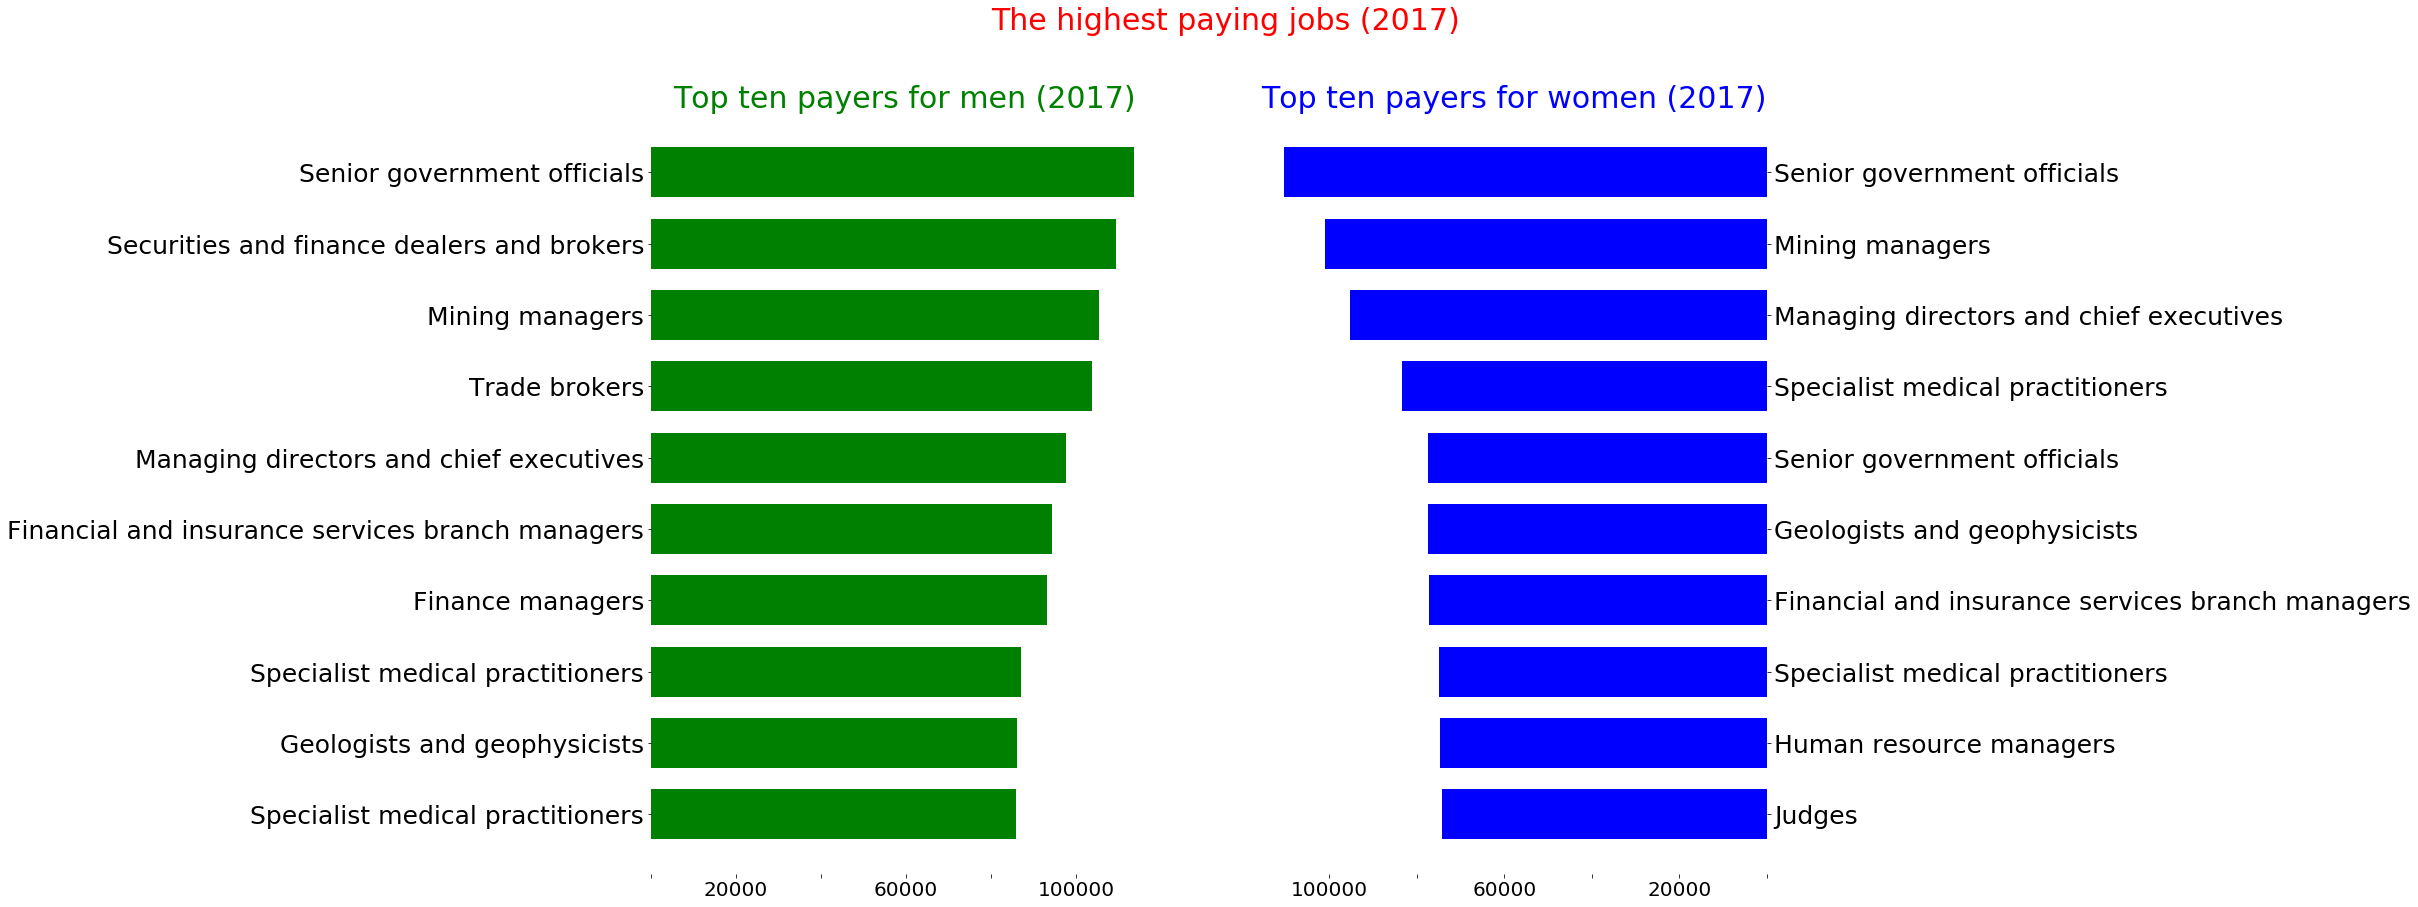 The highest paying jobs (2017)
Top ten payers for men (2017)
Senior government officials
Securities and finance dealers and brokers
Mining managers
Trade brokers
Managing directors and chief executives
Financial and insurance services branch managers
Finance managers
Specialist medical practitioners
Geologists and geophysicists
Specialist medical practitioners
20000 60000 100000
Top ten payers for women (2017)
Senior government officials
Mining managers
Managing directors and chief executives
Specialist medical practitioners
Senior government officials
Geologists and geophysicists
Financial and insurance services branch managers
Specialist medical practitioners
Human resource managers
Judges
100000 60000 20000